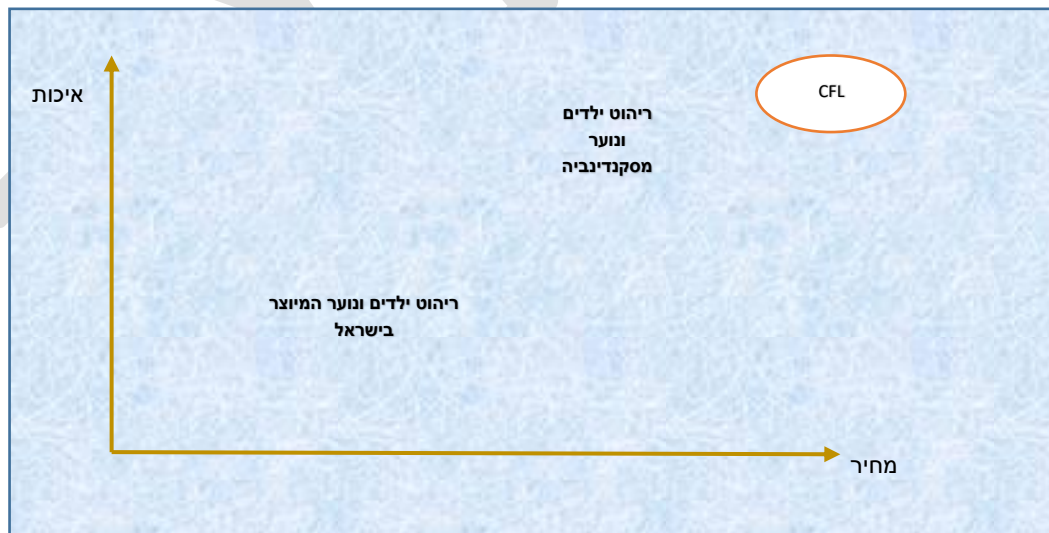 איכות
CFL
ריהוט ילדים
ונוער
מסקנדינביה
ריהוט ילדים ונוער המיוצר
בישראל
מחיר